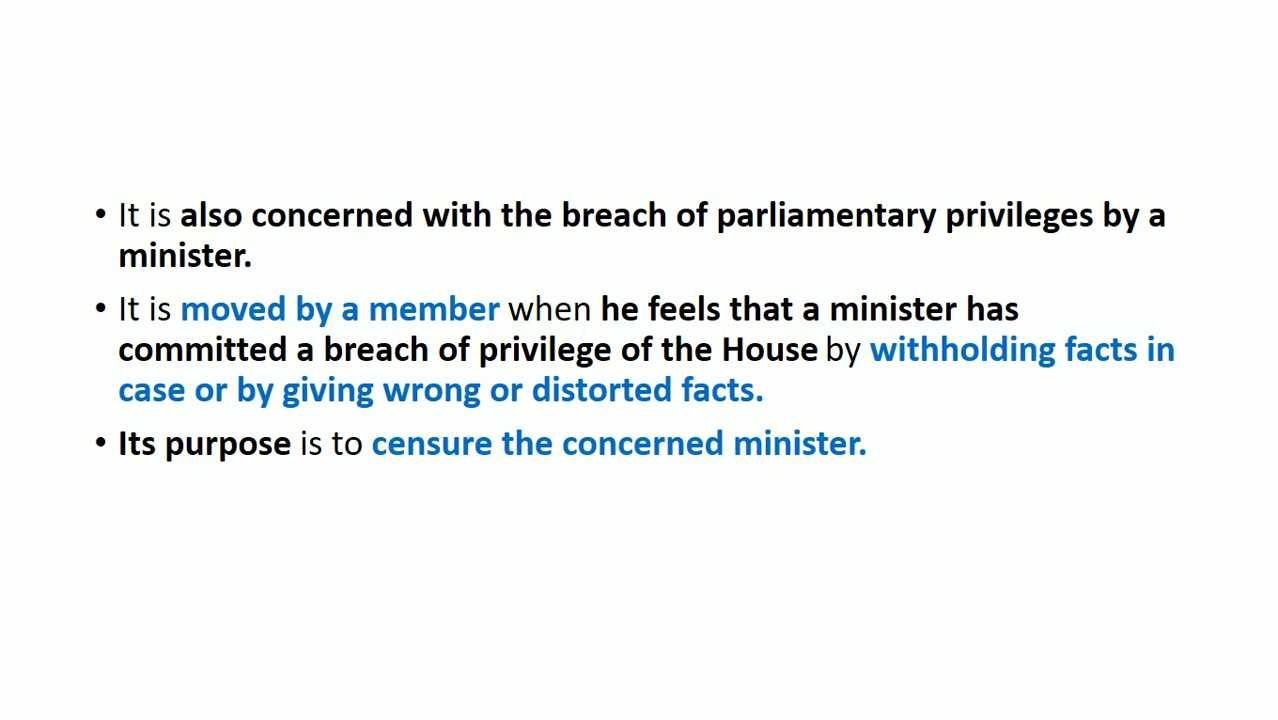 • It is also concerned with the breach of parliamentary privileges by a
minister.
• It is moved by a member when he feels that a minister has
committed a breach of privilege of the House by withholding facts in
case or by giving wrong or distorted facts.
• Its purpose is to censure the concerned minister.